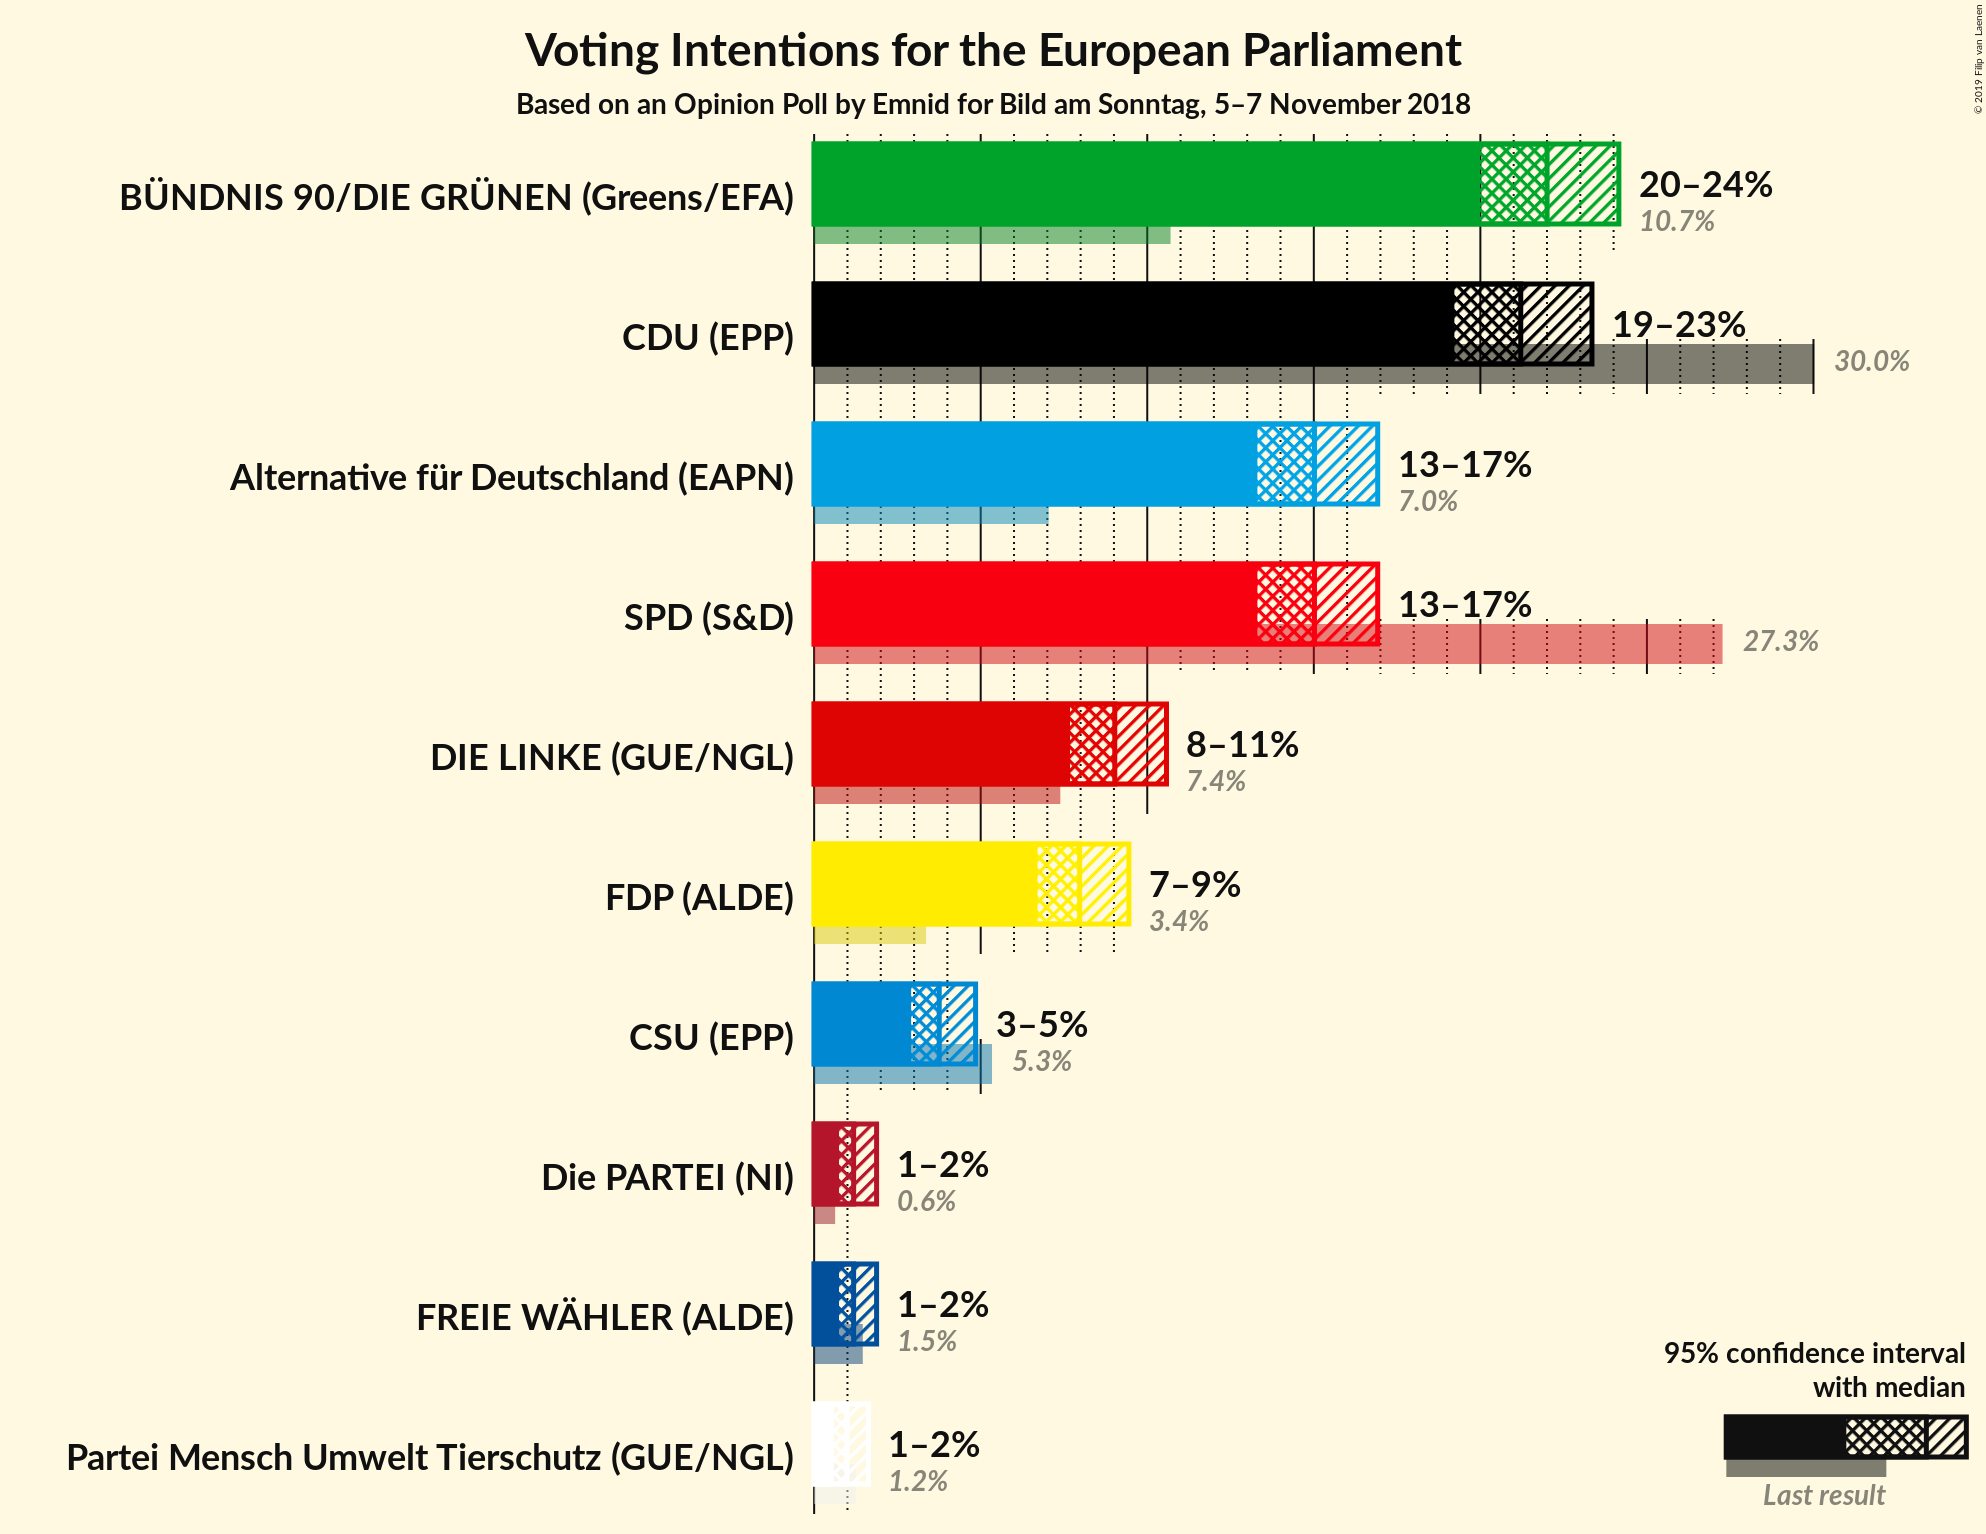 Voting Intentions for the European Parliament
Based on an Opinion Poll by Emnid for Bild am Sonntag, 5–7 November 2018
© 2019 Filip van Laenen
BÜNDNIS 90/DIE GRÜNEN (Greens/EFA)
20–24%
10.7%
CDU (EPP)
19–23%
30.0%
Alternative für Deutschland (EAPN)
13–17%
7.0%
SPD (S&D)
13–17%
27.3%
DIE LINKE (GUE/NGL)
8–11%
7.4%
FDP (ALDE)
7–9%
3.4%
CSU (EPP)
3–5%
5.3%
Die PARTEI (NI)
1–2%
0.6%
FREIE WÄHLER (ALDE)
1–2%
1.5%
Partei Mensch Umwelt Tierschutz (GUE/NGL)
1–2%
1.2%
95% confidence interval
with median
Last result